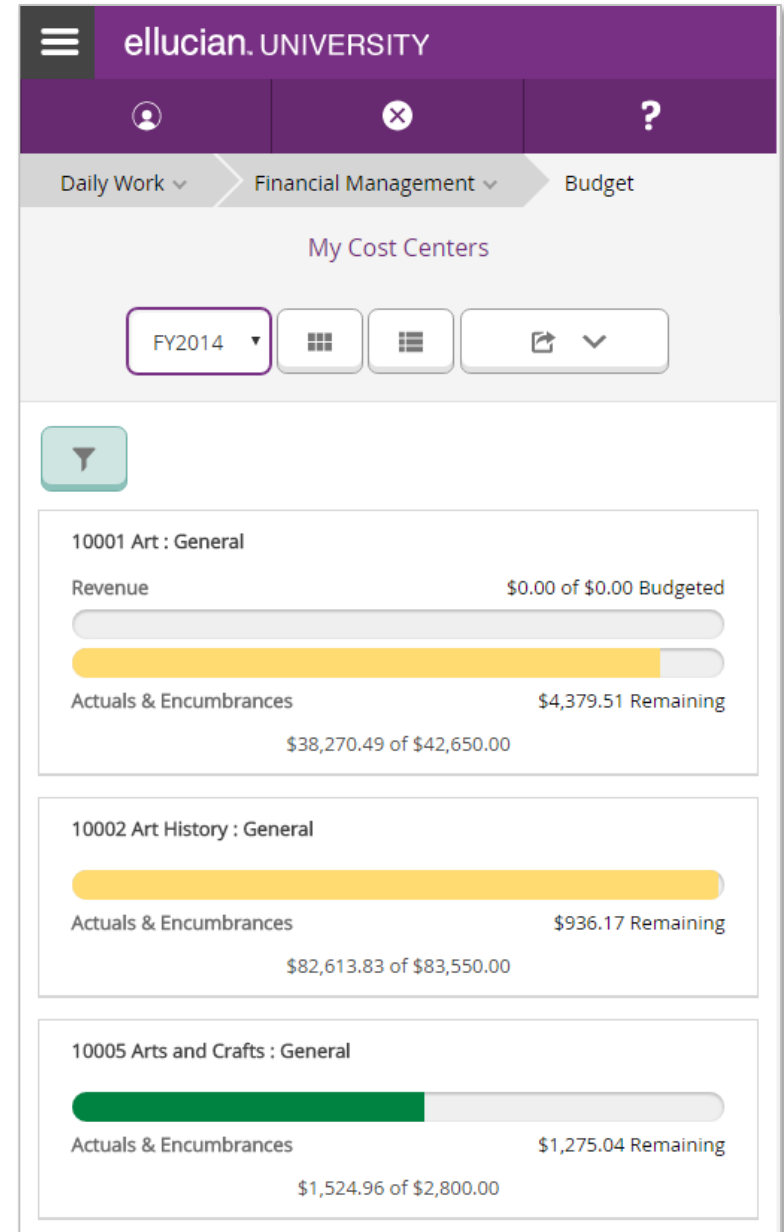 ellucian. UNIVERSITY
?
Daily Work Financial Management Budget
My Cost Centers
FY2014
10001 Art : General
Revenue $0.00 of $0.00 Budgeted
Actuals & Encumbrances $4,379.51 Remaining
$38,270.49 of $42,650.00
10002 Art History : General
Actuals & Encumbrances $936.17 Remaining
$82,613.83 of $83,550.00
10005 Arts and Crafts : General
Actuals & Encumbrances $1,275.04 Remaining
$1,524.96 of $2,800.00